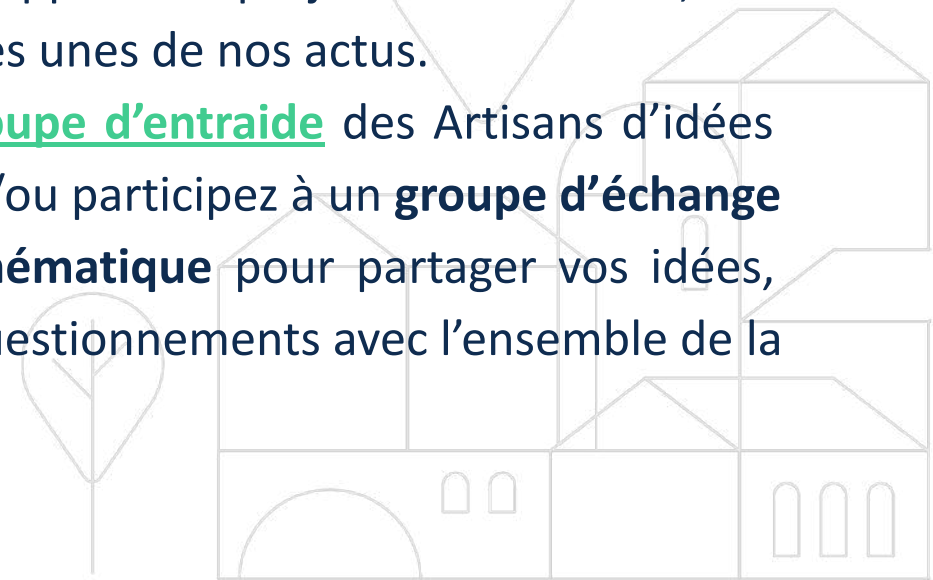 es unes de nos actus.
oupe d’entraide des Artisans d’idées
/ou participez à un groupe d’échange
hématique pour partager vos idées,
uestionnements avec l’ensemble de la